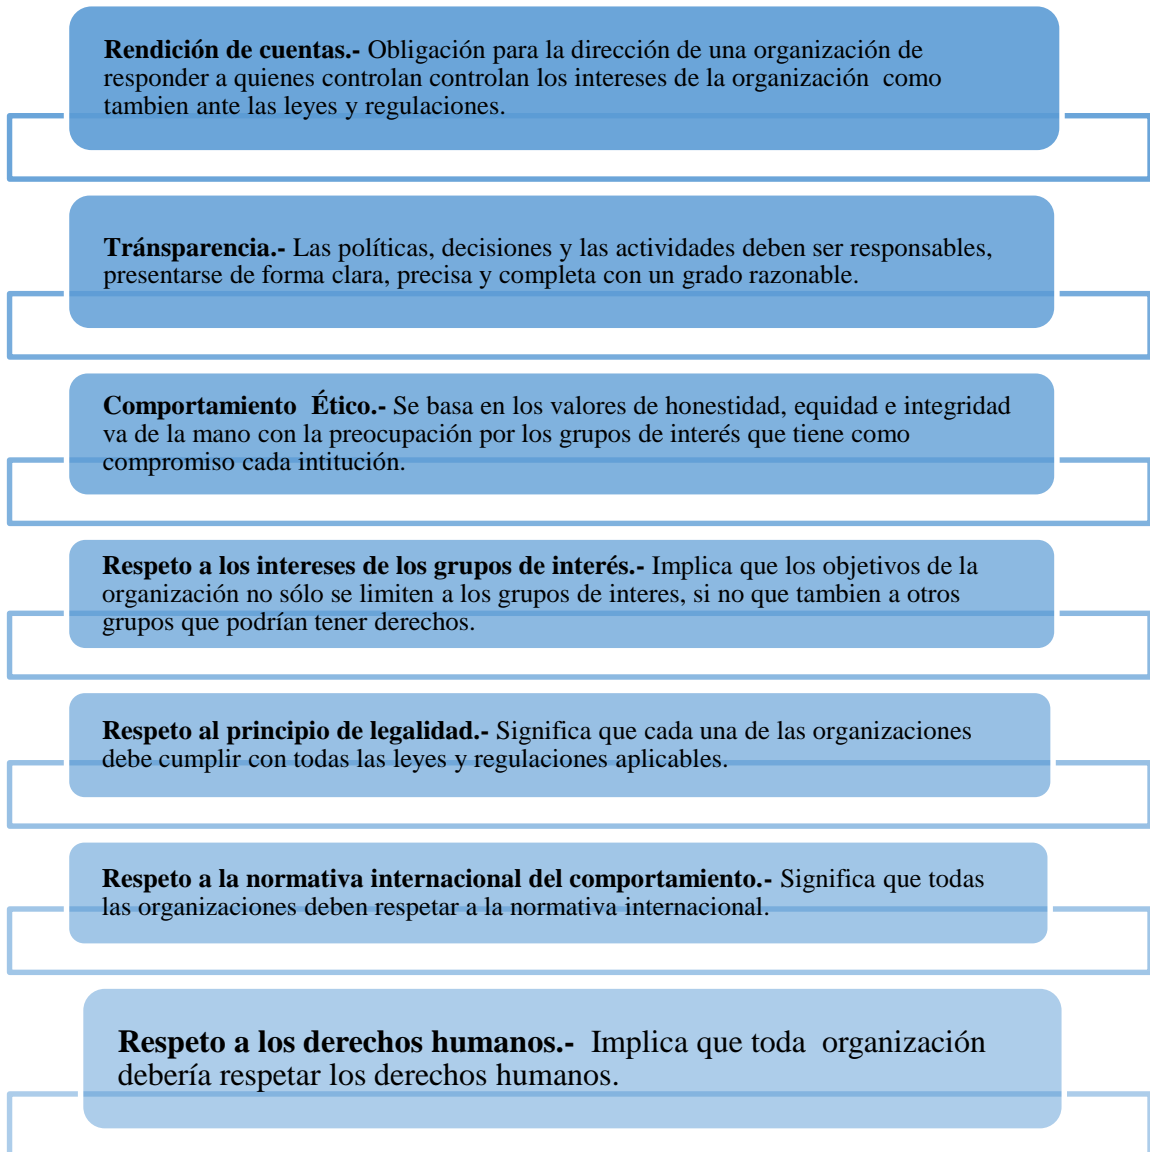 Rendición de cuentas.- Obligación para la dirección de una organización de
responder a quienes controlan controlan los intereses de la organización como
tambien ante las leyes y regulaciones.
Tránsparencia.- Las políticas, decisiones y las actividades deben ser responsables,
presentarse de forma clara, precisa y completa con un grado razonable.
Comportamiento Ético.- Se basa en los valores de honestidad, equidad e integridad
va de la mano con la preocupación por los grupos de interés que tiene como
compromiso cada intitución.
Respeto a los intereses de los grupos de interés.- Implica que los objetivos de la
organización no sólo se limiten a los grupos de interes, si no que tambien a otros
grupos que podrían tener derechos.
Respeto al principio de legalidad.- Significa que cada una de las organizaciones
debe cumplir con todas las leyes y regulaciones aplicables.
Respeto a la normativa internacional del comportamiento.- Significa que todas
las organizaciones deben respetar a la normativa internacional.
Respeto a los derechos humanos.- Implica que toda organización
debería respetar los derechos humanos.